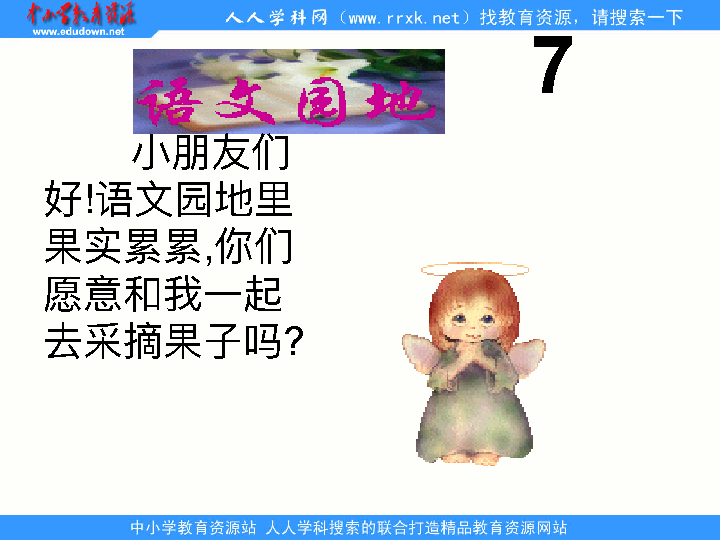 中小学教育资源
www.edudown.net
人人学科网（www.rrxk.net）找教育资源，请搜索一下
语文园地
7
小朋友们
好!语文园地里
果实累累,你们
愿意和我一起
去采摘果子吗?
中小学教育资源站 人人学科搜索的联合打造精品教育资源网站